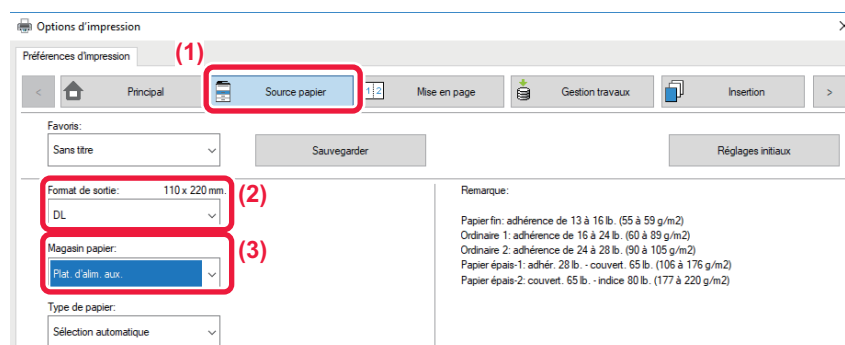 Options d'impression
Préférences d'impression
(1)
<
Principal
Source papier
1 2
Mise en page
Gestion travaux
Insertion
>
Favoris:
Sans titre
Sauvegarder
Réglages initiaux
Format de sortie: 110 x 220 mm.
(2)
DL
Magasin papier:
(3)
Plat. d'alim. aux.
Type de papier:
Sélection automatique
Remarque:
Papier fin: adhérence de 13 à 16 lb. (55 à 59 g/m2)
Ordinaire 1: adhérence de 16 à 24 lb. (60 à 89 g/m2)
Ordinaire 2: adhérence de 24 à 28 lb. (90 à 105 g/m2)
Papier épais-1: adhér. 28 lb. - couvert. 65 lb. (106 à 176 g/m2)
Papier épais-2: couvert. 65 lb. - indice 80 lb. (177 à 220 g/m2)